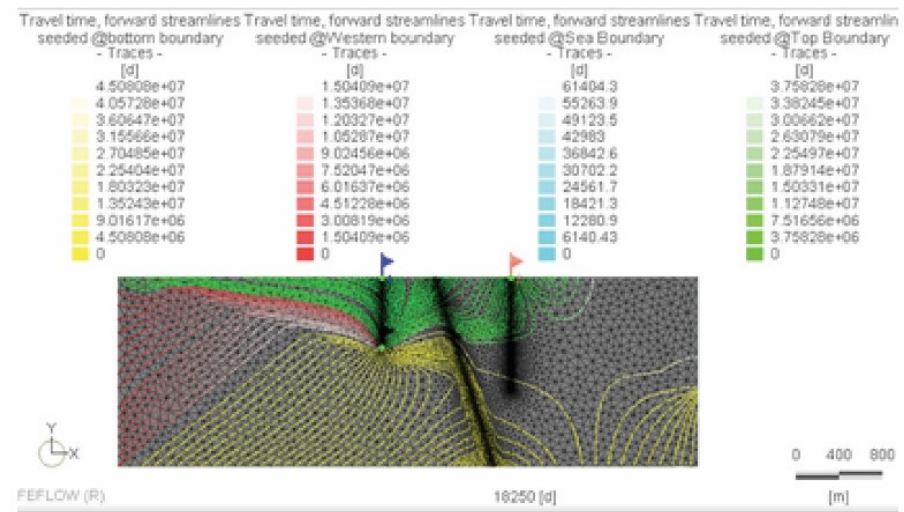 Travel time, forward streamlines
seeded @bottom boundary
- Traces -
[d]
4.50808e+07
4.05728e+07
3.60647e+07
3.15566e+07
2.70485e+07
2.25404e+07
1.80323e+07
1.35243e+07
9.01617e+06
4.50808e+06
0
Travel time, forward streamlines
seeded @Western boundary
- Traces -
[d]
1.50409e+07
1.35368e+07
1.20327e+07
1.05287e+07
9.02456e+06
7.52047e+06
6.01637e+06
4.51228e+06
3.00819e+06
1.50409e+06
0
Travel time, forward streamlines
seeded @Sea Boundary
- Traces -
[d]
61404.3
55263.9
49123.5
42983
36842.6
30702.2
24561.7
18421.3
12280.9
6140.43
0
Travel time, forward streamlin
seeded @Top Boundary
- Traces -
[d]
3.75828e+07
3.38245e+07
3.00662e+07
2.63079e+07
2.25497e+07
1.87914e+07
1.50331e+07
1.12748e+07
7.51656e+06
3.75828e+06
0
Y
X
0 400 800
[m]
FEFLOW (R)
18250 [d]